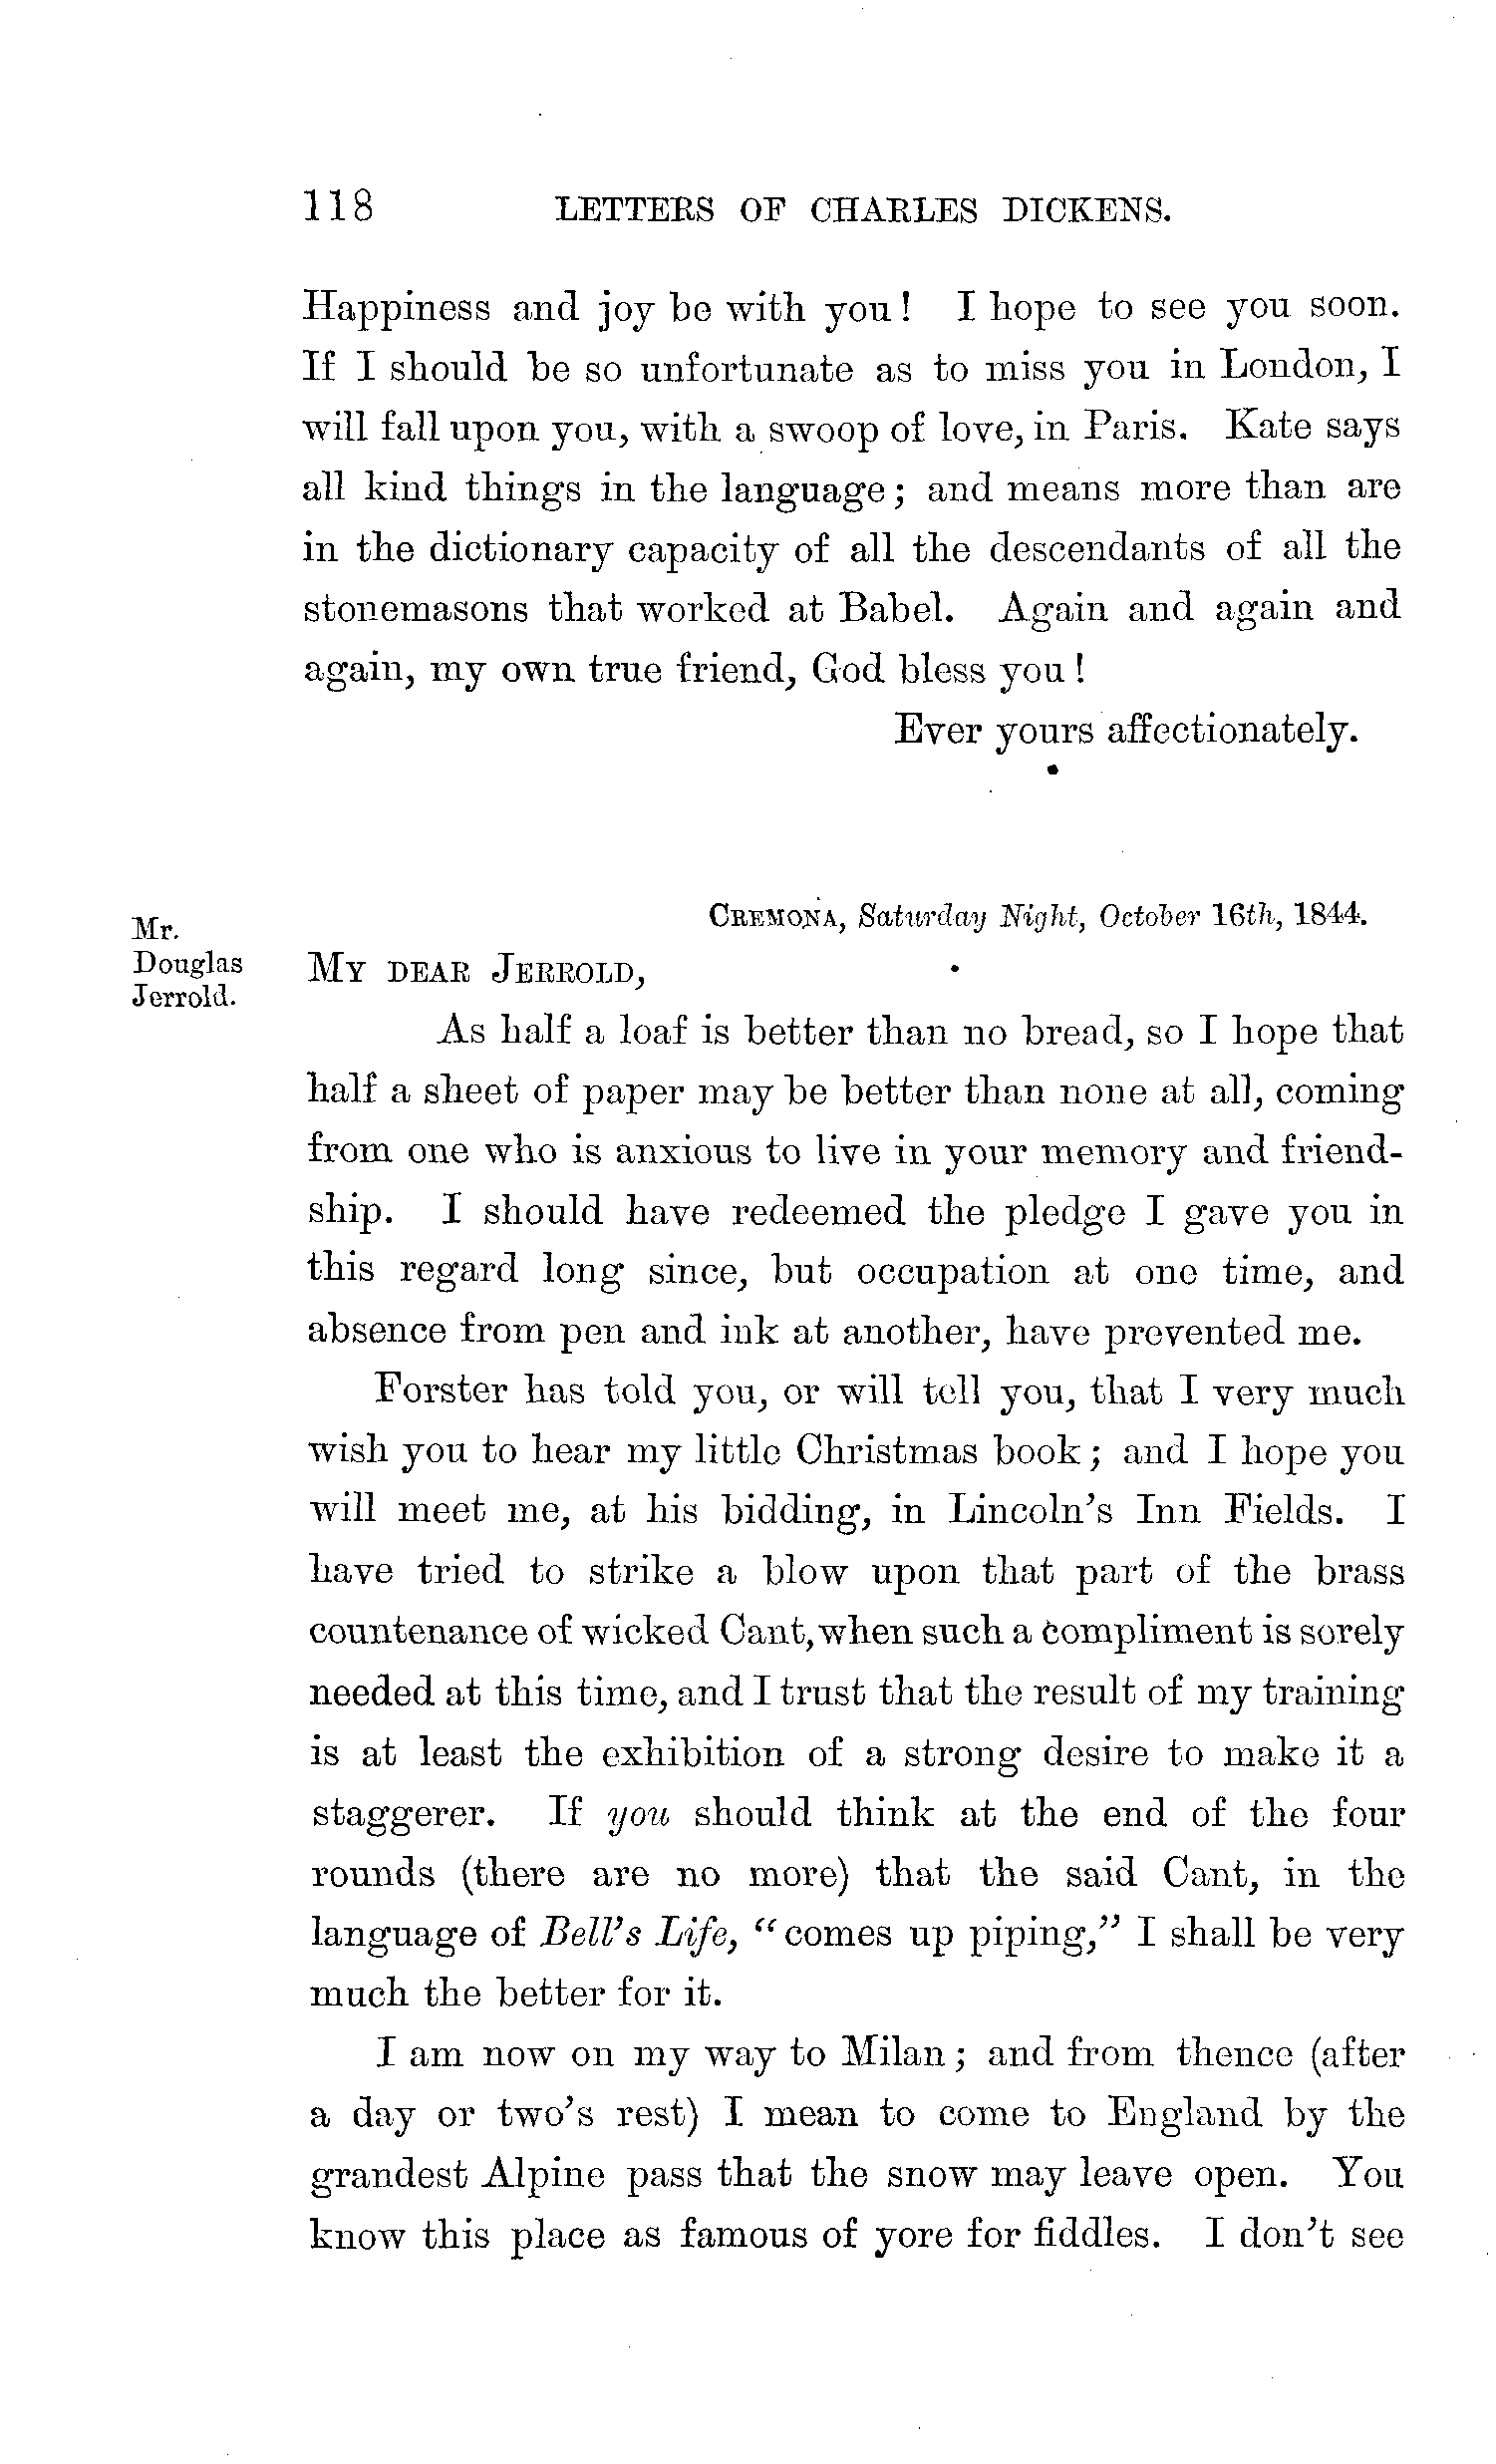 118 LETTERS OF CHARLES DICKENS.
Happiness and joy be with you! I hope to see you soon.
If I should be so unfortunate as to miss you in London, I
will fall upon you, with a swoop of love, in Paris. Kate says
all kind things in the language; and means more than are
in the dictionary capacity of all the descendants of all the
stonemasons that worked at Babel. Again and again and
again, my own true friend, God bless you!
Ever yours affectionately.
CREMONA, Saturday Night, October 16th, 1844.
Mr.
Douglas
Jerrold.
MY DEAR JERROLD,
As half a loaf is better than no bread, so I hope that
half a sheet of paper may be better than none at all, coming
from one who is anxious to live in your memory and friend-
ship. I should have redeemed the pledge I gave you in
this regard long since, but occupation at one time, and
absence from pen and ink at another, have prevented me.
Forster has told you, or will tell you, that I very much
wish you to hear my little Christmas book; and I hope you
will meet me, at his bidding, in Lincoln's Inn Fields. I
have tried to strike a blow upon that part of the brass
countenance of wicked Cant, when such a compliment is sorely
needed at this time, and I trust that the result of my training
is at least the exhibition of a strong desire to make it a
staggerer. If you should think at the end of the four
rounds (there are no more) that the said Cant, in the
language of Bell's Life, "comes up piping," I shall be very
much the better for it.
I am now on my way to Milan; and from thence (after
a day or two's rest) I mean to come to England by the
grandest Alpine pass that the snow may leave open. You
know this place as famous of yore for fiddles. I don't see